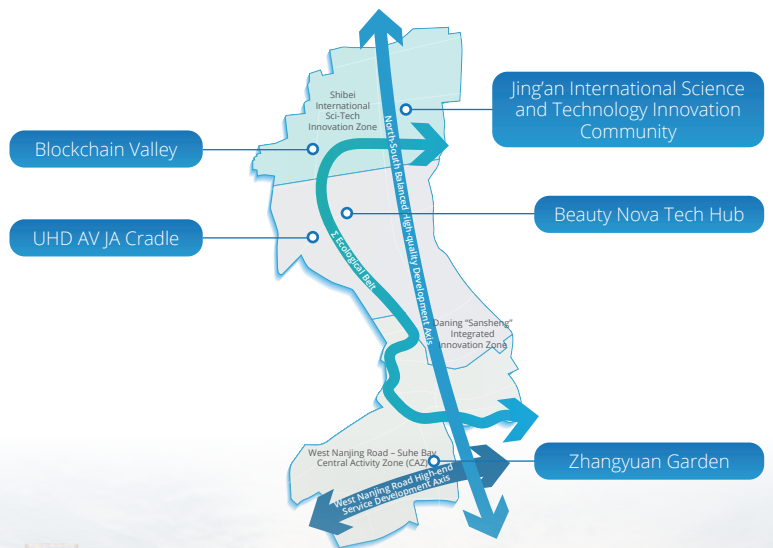 Shibei
International
Sci-Tech
Innovation Zone
Jing’an International Science
and Technology Innovation
Community
North-South Balanced High-quality Development Axis
Blockchain Valley
Beauty Nova Tech Hub
UHD AV JA Cradle
Σ Ecological Belt
Daning “Sansheng”
Integrated
Innovation Zone
West Nanjing Road – Suhe Bay
Central Activity Zone (CAZ)
Zhangyuan Garden
West Nanjing Road High-end
Service Development Axis